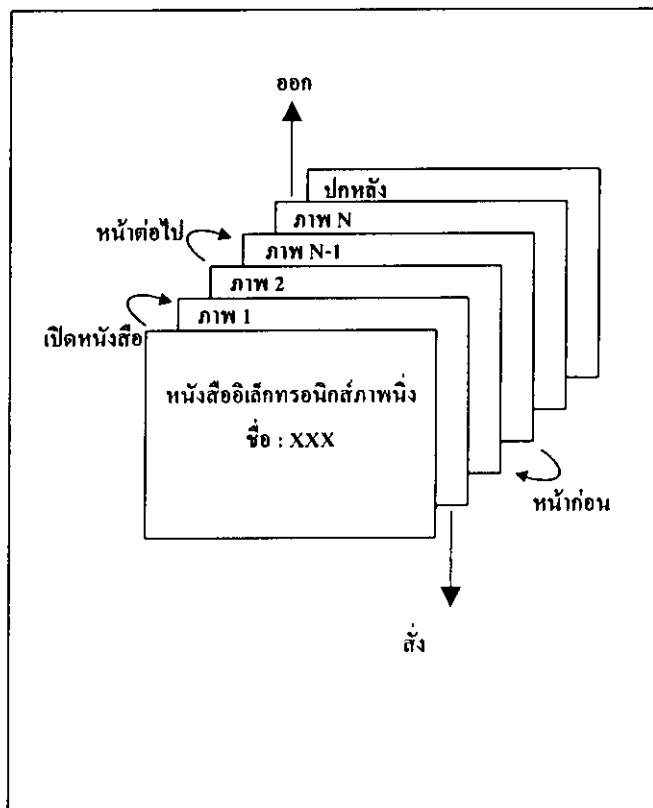 ออก
ปกหลัง
ภาพ N
หน้าต่อไป
ภาพ N-1
ภาพ 2
ภาพ 1
เปิดหนังสือ
หนังสืออิเล็กทรอนิกส์ภาพนิ่ง
ชื่อ : XXX
หน้าก่อน
สั่ง